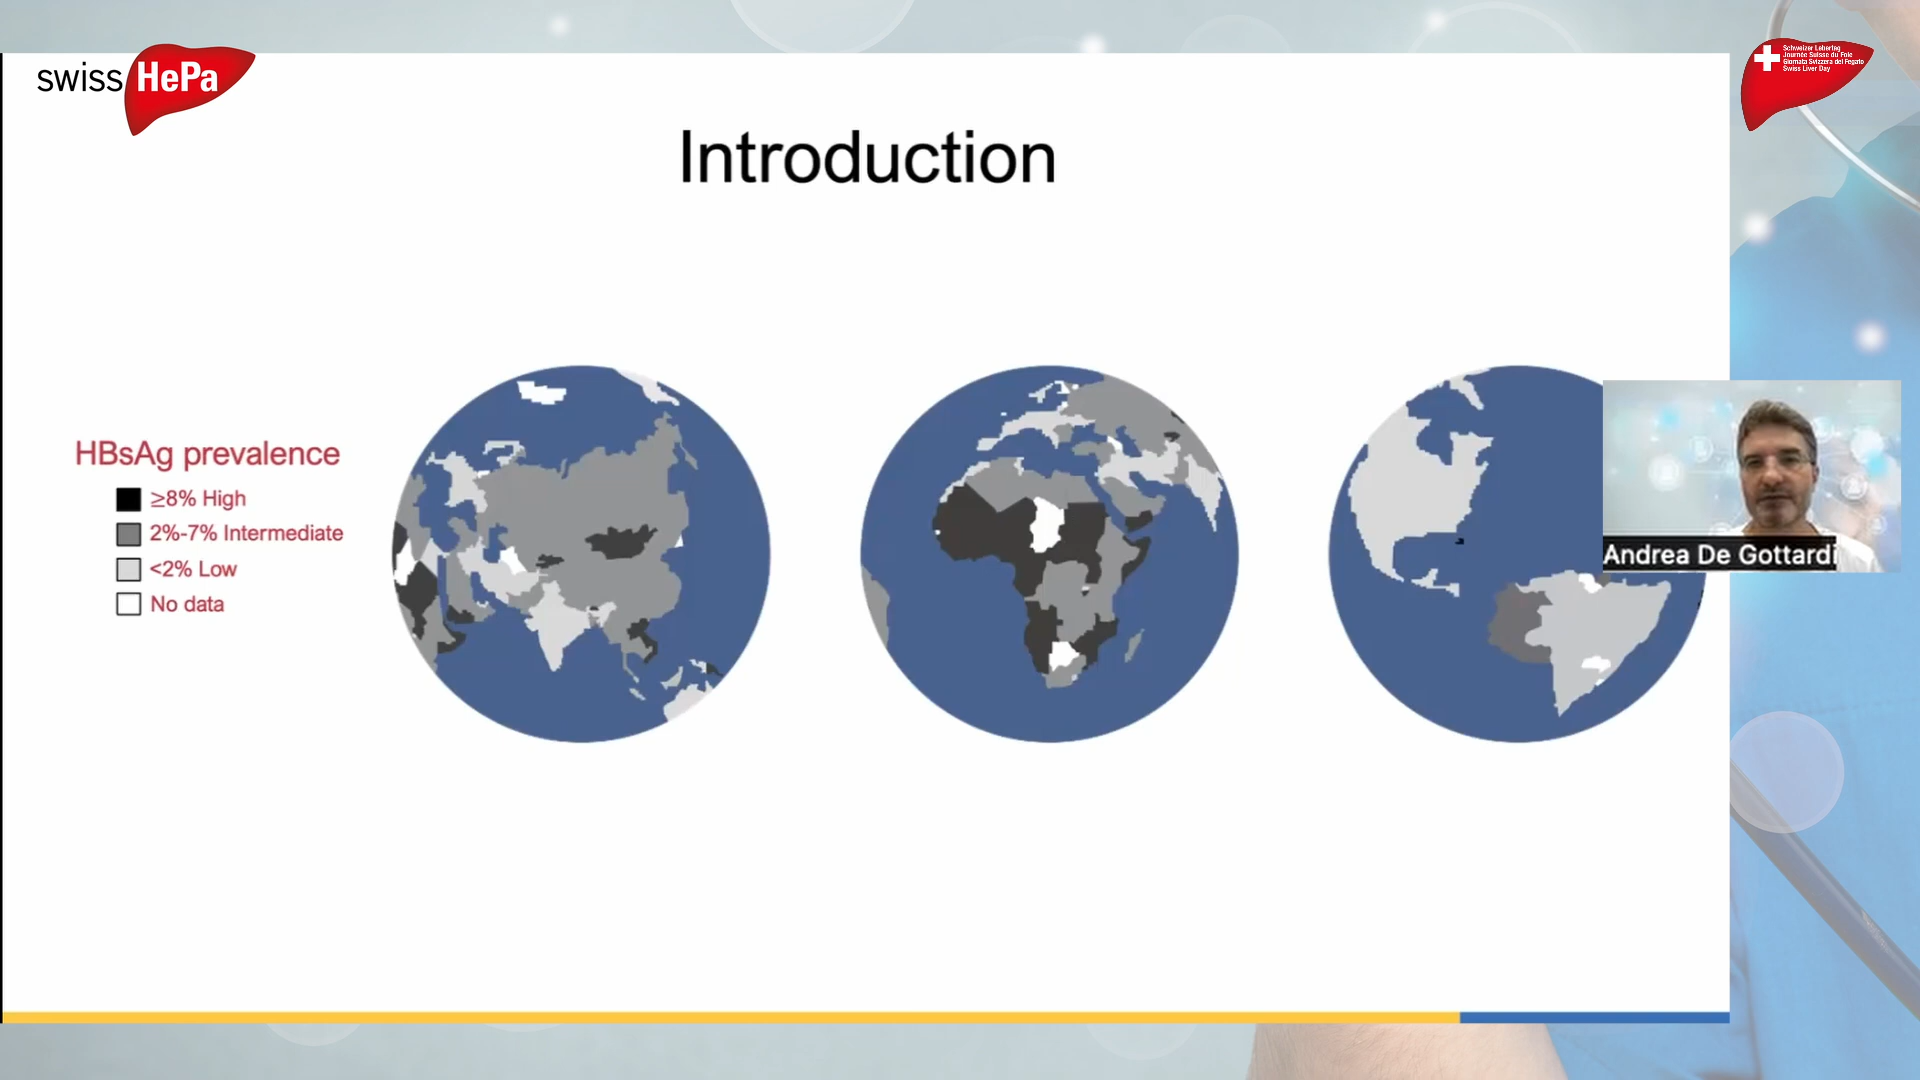 swiss HePa
Schweizer Lebertag
Journée Suisse du Foie
Giornata Svizzera del Fegato
Swiss Liver Day
Introduction
HBsAg prevalence
≥8% High
2%-7% Intermediate
<2% Low
No data
Andrea De Gottardi